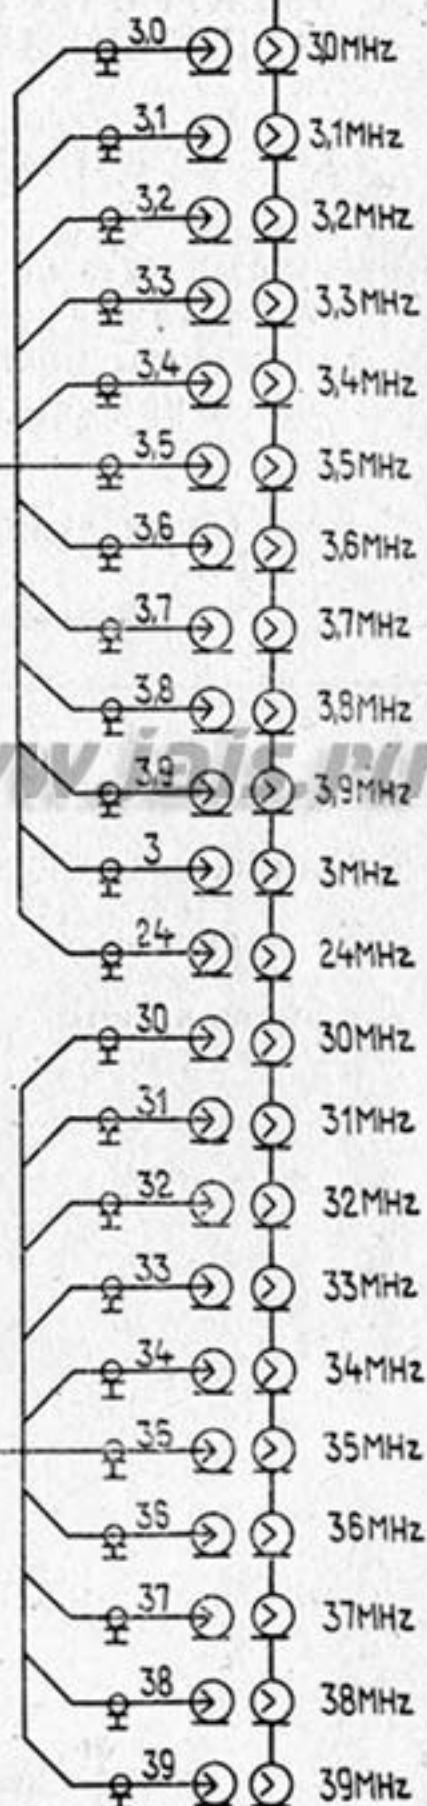 3,0 3,0MHz
3,1 3,1MHz
3,2 3,2MHz
3,3 3,3MHz
3,4 3,4MHz
3,5 3,5MHz
3,6 3,6MHz
3,7 3,7MHz
3,8 3,8MHz
3,9 3,9MHz
3 3MHz
24 24MHz
30 30MHz
31 31MHz
32 32MHz
33 33MHz
34 34MHz
35 35MHz
36 36MHz
37 37MHz
38 38MHz
39 39MHz